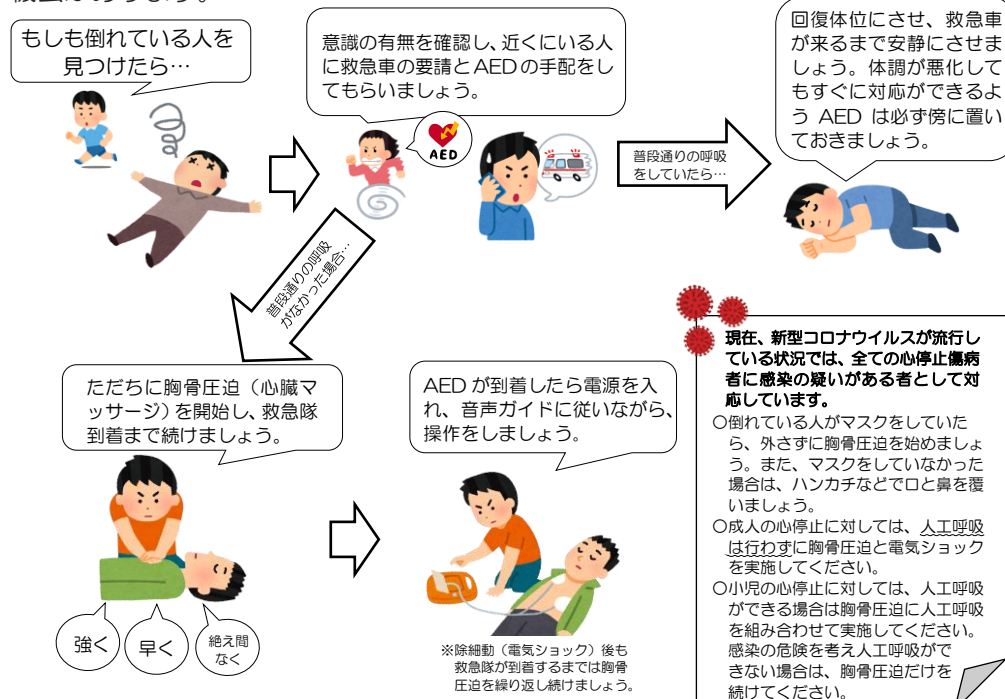 もしも倒れている人を
見つけたら…
意識の有無を確認し、近くにいる人
に救急車の要請とAEDの手配をし
てもらいましょう。
AED
普段通りの呼吸
をしていたら…
回復体位にさせ、救急車
が来るまで安静にさせま
しょう。体調が悪化して
もすぐに対応ができるよ
う AED は必ず傍に置い
ておきましょう。
普段通りの呼吸
がなかった場合…
ただちに胸骨圧迫（心臓マ
ッサージ）を開始し、救急隊
到着まで続けましょう。
強く
早く
絶え間
なく
AED が到着したら電源を入
れ、音声ガイドに従いながら、
操作をしましょう。
※除細動（電気ショック）後も
救急隊が到着するまでは胸骨
圧迫を繰り返し続けましょう。
現在、新型コロナウイルスが流行し
ている状況では、全ての心停止傷病
者に感染の疑いがある者として対
応しています。
○倒れている人がマスクをしていた
ら、外さずに胸骨圧迫を始めましょ
う。また、マスクをしていなかった
場合は、ハンカチなどで口と鼻を覆
いましょう。
○成人の心停止に対しては、人工呼吸
は行わずに胸骨圧迫と電気ショック
を実施してください。
○小児の心停止に対しては、人工呼吸
ができる場合は胸骨圧迫に人工呼吸
を組み合わせて実施してください。
感染の危険を考え人工呼吸がで
きない場合は、胸骨圧迫だけを
続けてください。